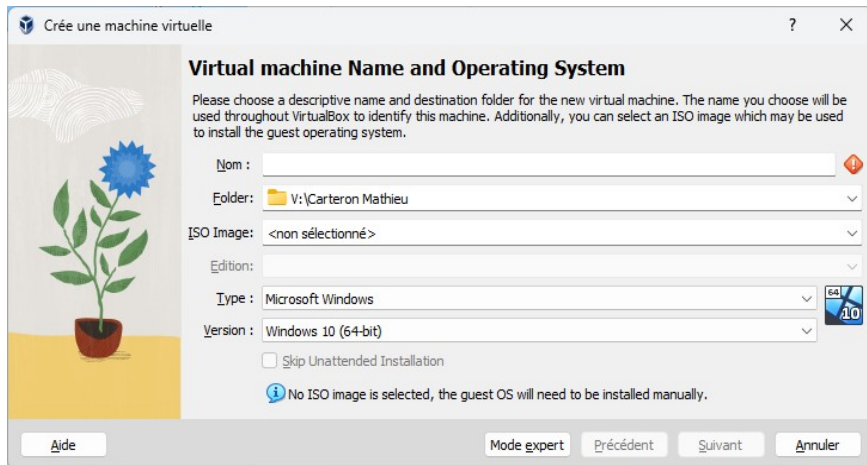 Crée une machine virtuelle
Virtual machine Name and Operating System
Please choose a descriptive name and destination folder for the new virtual machine. The name you choose will be
used throughout VirtualBox to identify this machine. Additionally, you can select an ISO image which may be used
to install the guest operating system.
Nom :
Folder: V:\Carteron Mathieu
ISO Image: <non sélectionné>
Edition:
Type : Microsoft Windows
64
10
Version : Windows 10 (64-bit)
Skip Unattended Installation
No ISO image is selected, the guest OS will need to be installed manually.
Aide Mode expert Précédent Suivant Annuler